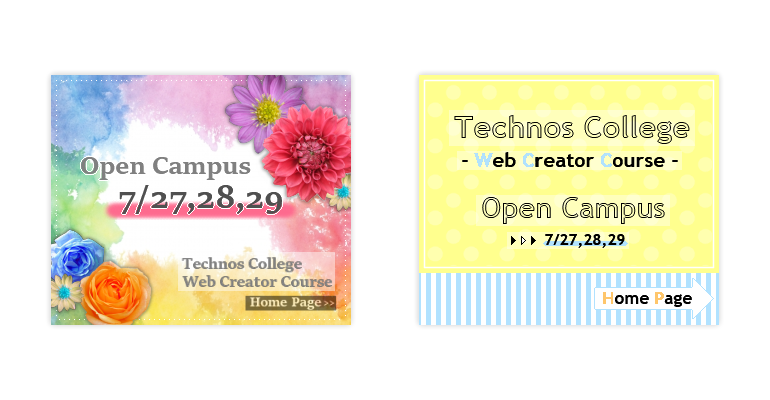 Open Campus
7/27,28,29
Technos College
Web Creator Course
Home Page >>
Technos College
- Web Creator Course -
Open Campus
7/27,28,29
Home Page